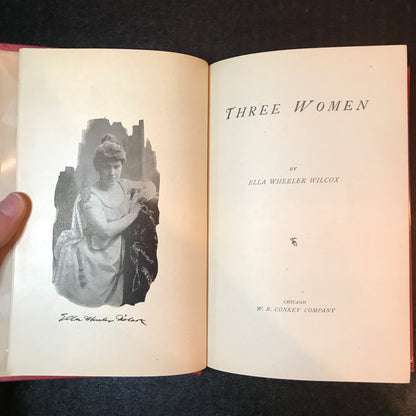 Ella Wheeler Wilcox
THREE WOMEN
BY
ELLA WHEELER WILCOX
CHICAGO
W. B. CONKEY COMPANY